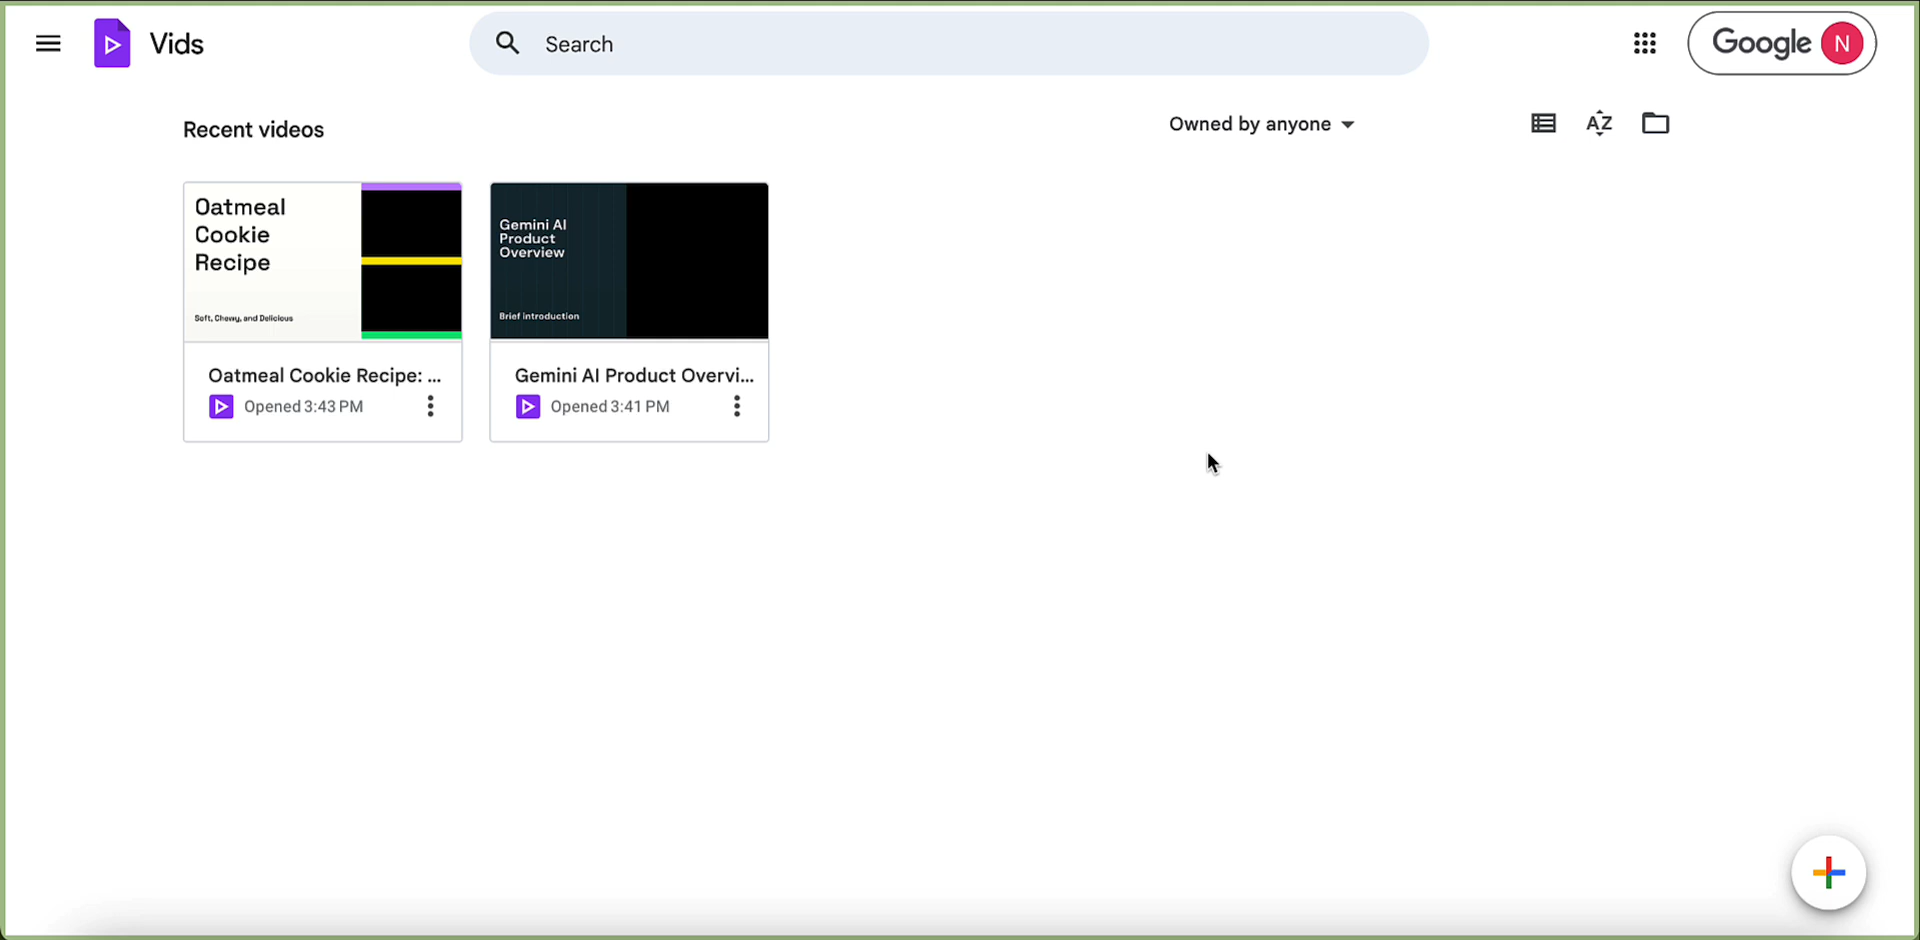 Vids
Search
Google N
Recent videos
Owned by anyone
AZ
Oatmeal
Cookie
Recipe
Soft, Chewy, and Delicious
Oatmeal Cookie Recipe: ...
Opened 3:43 PM
Gemini AI
Product
Overview
Brief introduction
Gemini AI Product Overvi...
Opened 3:41 PM